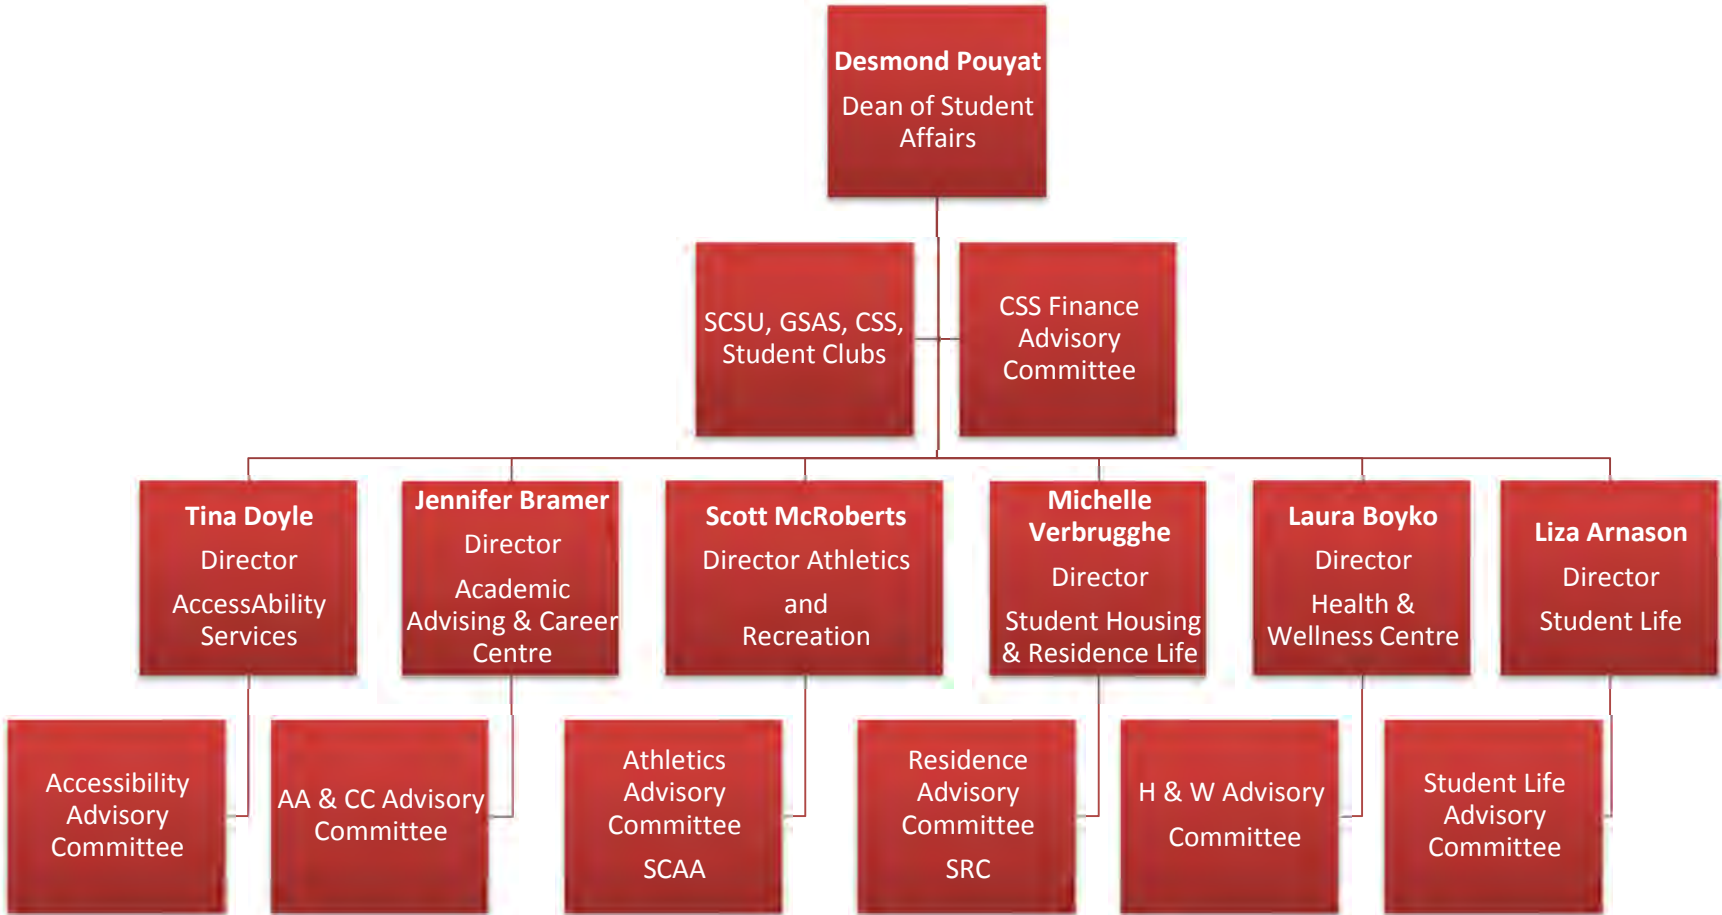 Desmond Pouyat
Dean of Student
Affairs
SCSU, GSAS, CSS,
Student Clubs
CSS Finance
Advisory
Committee
Tina Doyle
Director
AccessAbility
Services
Jennifer Bramer
Director
Academic
Advising & Career
Centre
Scott McRoberts
Director Athletics
and
Recreation
Michelle
Verbrugghe
Director
Student Housing
& Residence Life
Laura Boyko
Director
Health &
Wellness Centre
Liza Arnason
Director
Student Life
Accessibility
Advisory
Committee
AA & CC Advisory
Committee
Athletics
Advisory
Committee
SCAA
Residence
Advisory
Committee
SRC
H & W Advisory
Committee
Student Life
Advisory
Committee